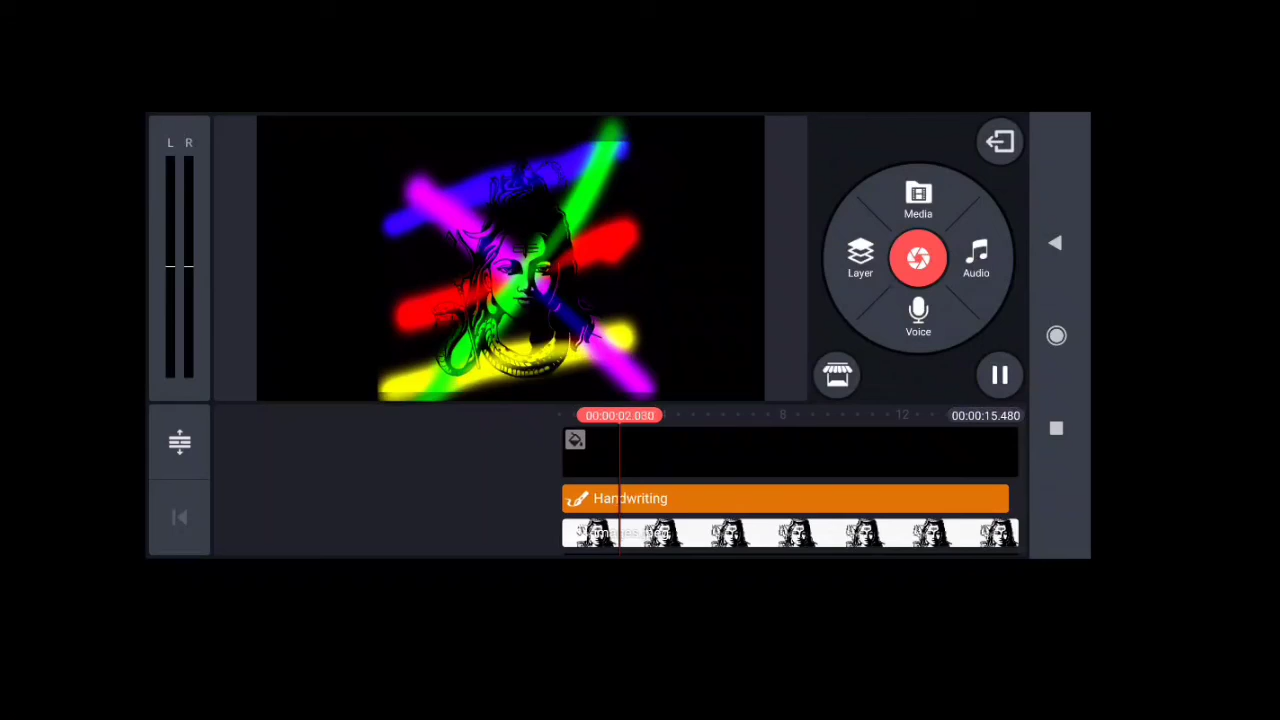 L R
Media
Layer
Audio
Voice
00:00:02.080
8
12
00:00:15.480
Handwriting